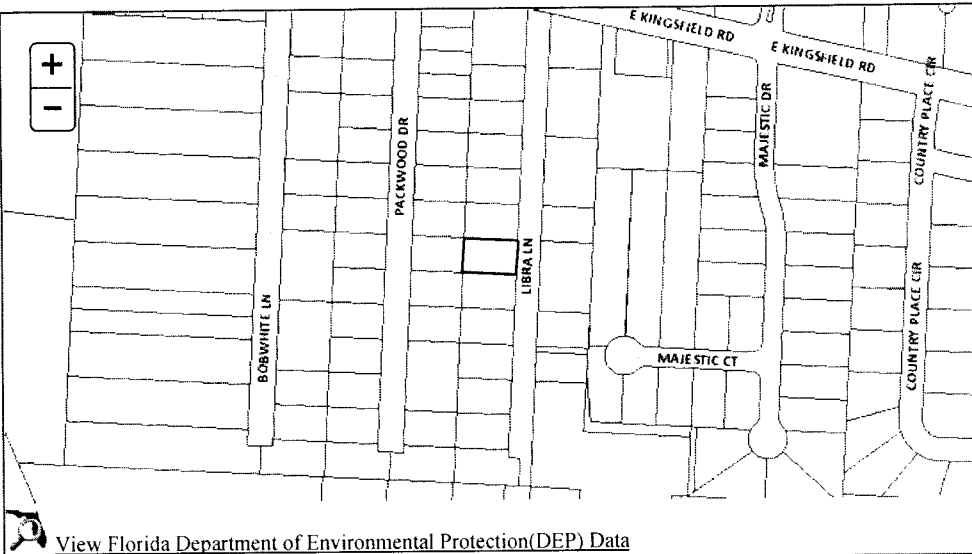 +
−
E KINGSFIELD RD
E KINGSFIELD RD
COUNTRY PLACE CIR
MAJESTIC DR
PACKWOOD DR
LIBRA LN
COUNTRY PLACE CIR
BOBWHITE LN
MAJESTIC CT
View Florida Department of Environmental Protection(DEP) Data